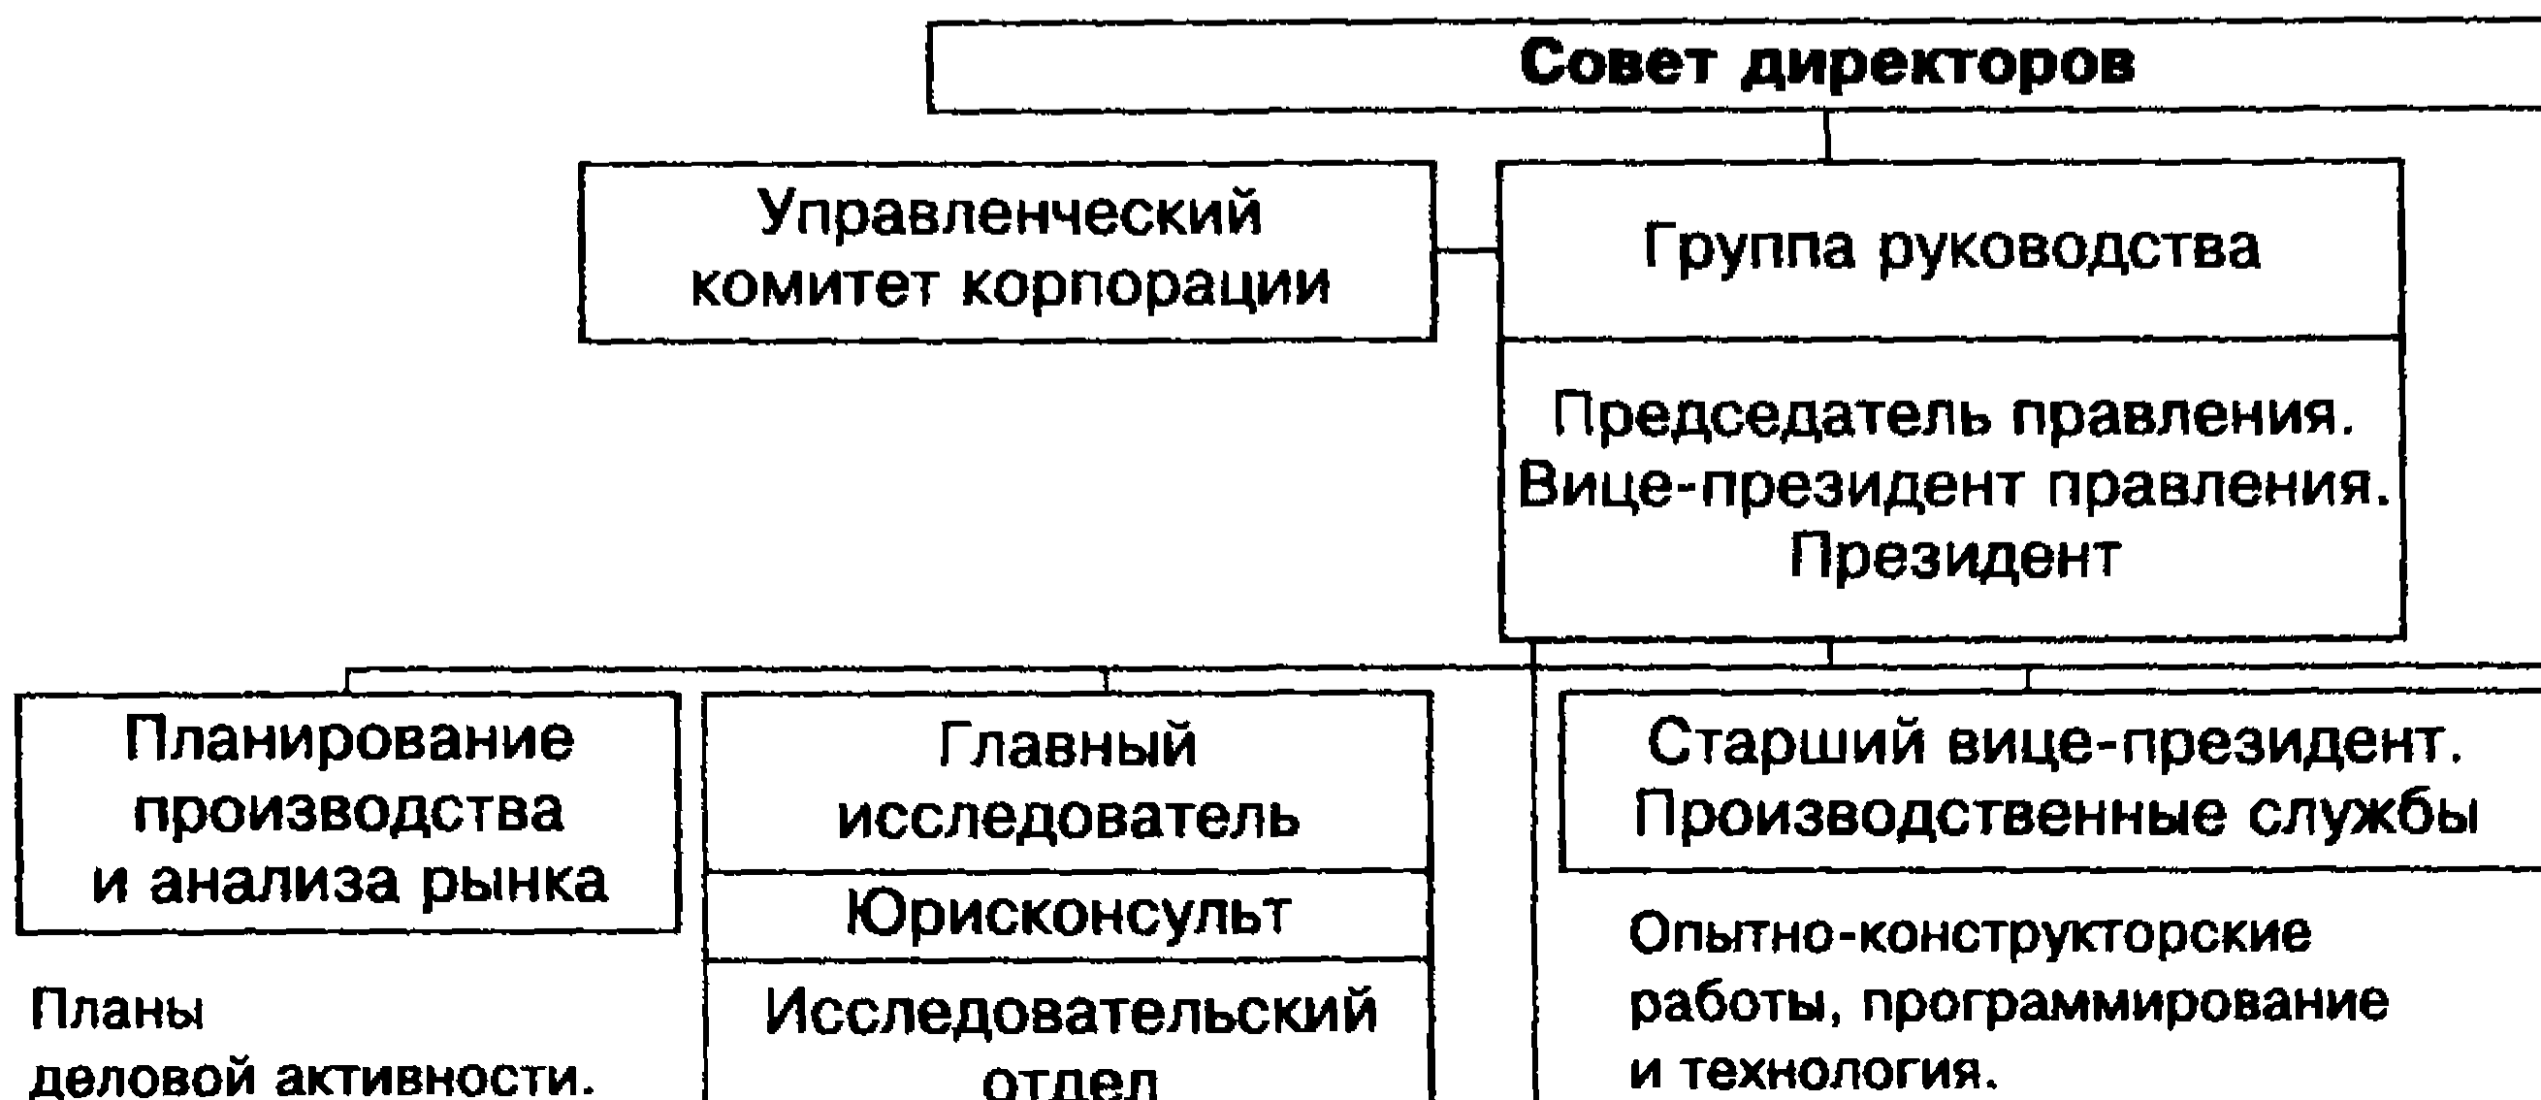 Совет директоров
Управленческий
комитет корпорации
Группа руководства
Председатель правления.
Вице-президент правления.
Президент
Планирование
производства
и анализа рынка
Главный
исследователь
Юрисконсульт
Исследовательский
отдел
Старший вице-президент.
Производственные службы
Планы
деловой активности.
Опытно-конструкторские
работы, программирование
и технология.